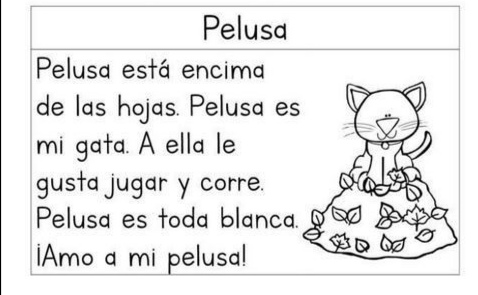 Pelusa
Pelusa está encima
de las hojas. Pelusa es
mi gata. A ella le
gusta jugar y corre.
Pelusa es toda blanca.
¡Amo a mi pelusa!